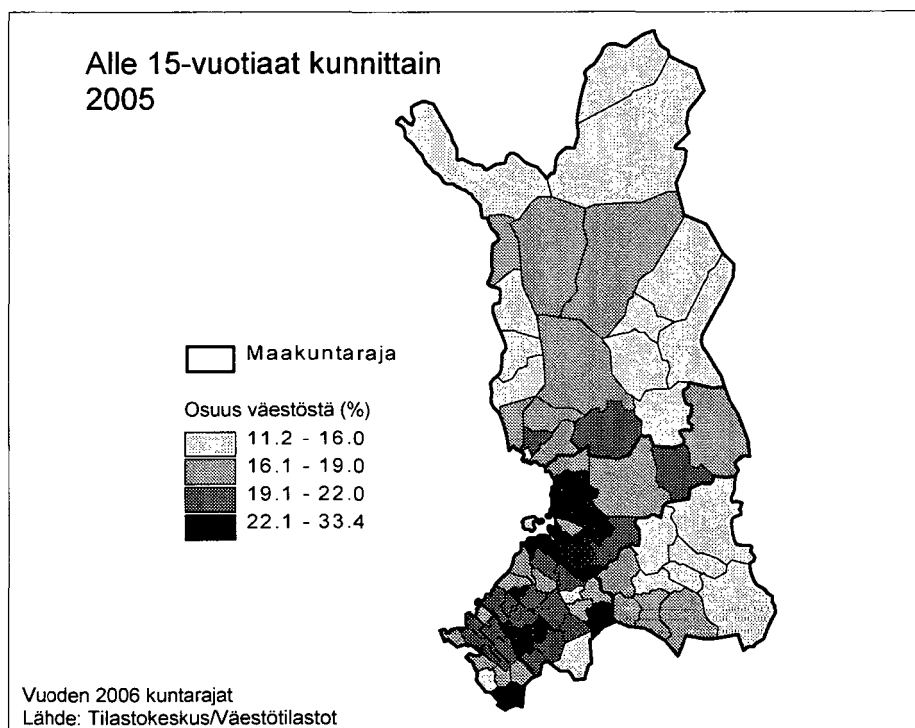 Alle 15-vuotiaat kunnittain
2005
Maakuntaraja
Osuus väestöstä (%)
11.2 - 16.0
16.1 - 19.0
19.1 - 22.0
22.1 - 33.4
Vuoden 2006 kuntarajat
Lähde: Tilastokeskus/Väestötilastot